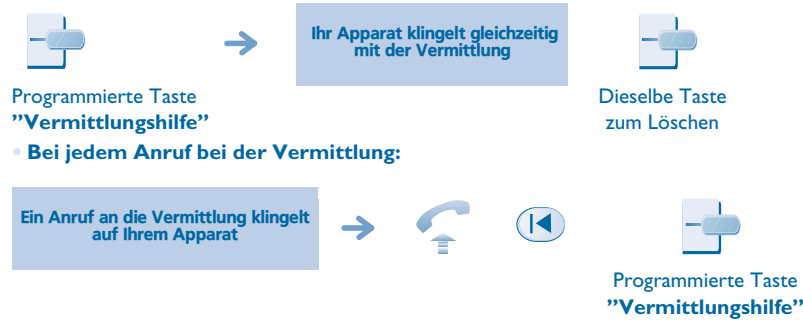 Ihr Apparat klingelt gleichzeitig
mit der Vermittlung
Programmierte Taste
”Vermittlungshilfe”
Dieselbe Taste
zum Löschen
• Bei jedem Anruf bei der Vermittlung:
Ein Anruf an die Vermittlung klingelt
auf Ihrem Apparat
Programmierte Taste
”Vermittlungshilfe”